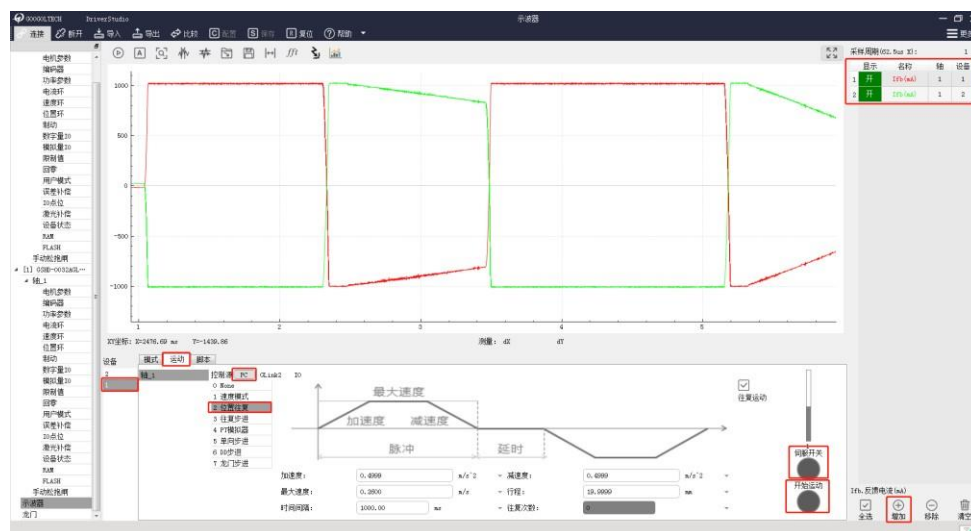 GOOGOLTECH DriverStudio 示波器
连接 断开 导入 导出 比较 复位 帮助
采样周期(62.5us X): 1
显示 名称 轴 设备
1 开 Ifb(mA) 1 1
2 开 Ifb(mA) 1 2
电机参数
编码器
功率参数
电流环
速度环
位置环
制动
数字量IO
模拟量IO
限制值
回零
用户模式
误差补偿
IO点位
激光补偿
设备状态
RAM
FLASH
手动松抱闸
轴_1
电机参数
编码器
功率参数
电流环
速度环
位置环
制动
数字量IO
模拟量IO
限制值
回零
用户模式
误差补偿
IO点位
激光补偿
设备状态
RAM
FLASH
手动松抱闸
示波器
龙门
1000
500
0
-500
-1000
1 2 3 4 5
XY坐标: X=2476.69 ms Y=-1439.86 测量: dX dY
设备 模式 运动 脚本
2
1
轴_1
控制源 PC GLink2 IO
0 None
1 速度模式
2 位置往复
3 往复步进
4 PT模拟器
5 单向步进
6 IO步进
7 龙门步进
最大速度
加速度 减速度
脉冲 延时
往复运动
伺服开关
开始运动
加速度: 0.4999 m/s^2 减速度: 0.4999 m/s^2
最大速度: 0.2600 m/s 行程: 19.9999 mm
时间间隔: 1000.00 ms 往复次数: 0
Ifb.反馈电流(mA)
全选 增加 移除 清空